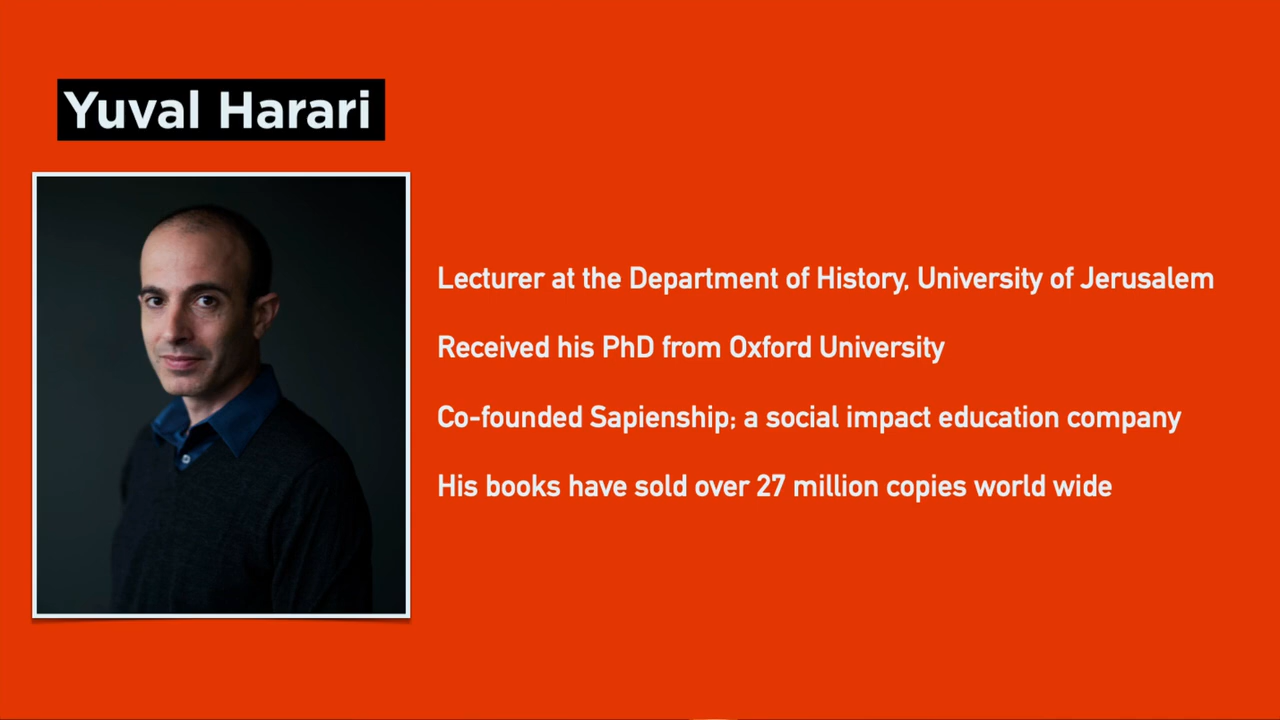 Yuval Harari
Lecturer at the Department of History, University of Jerusalem
Received his PhD from Oxford University
Co-founded Sapienship; a social impact education company
His books have sold over 27 million copies world wide